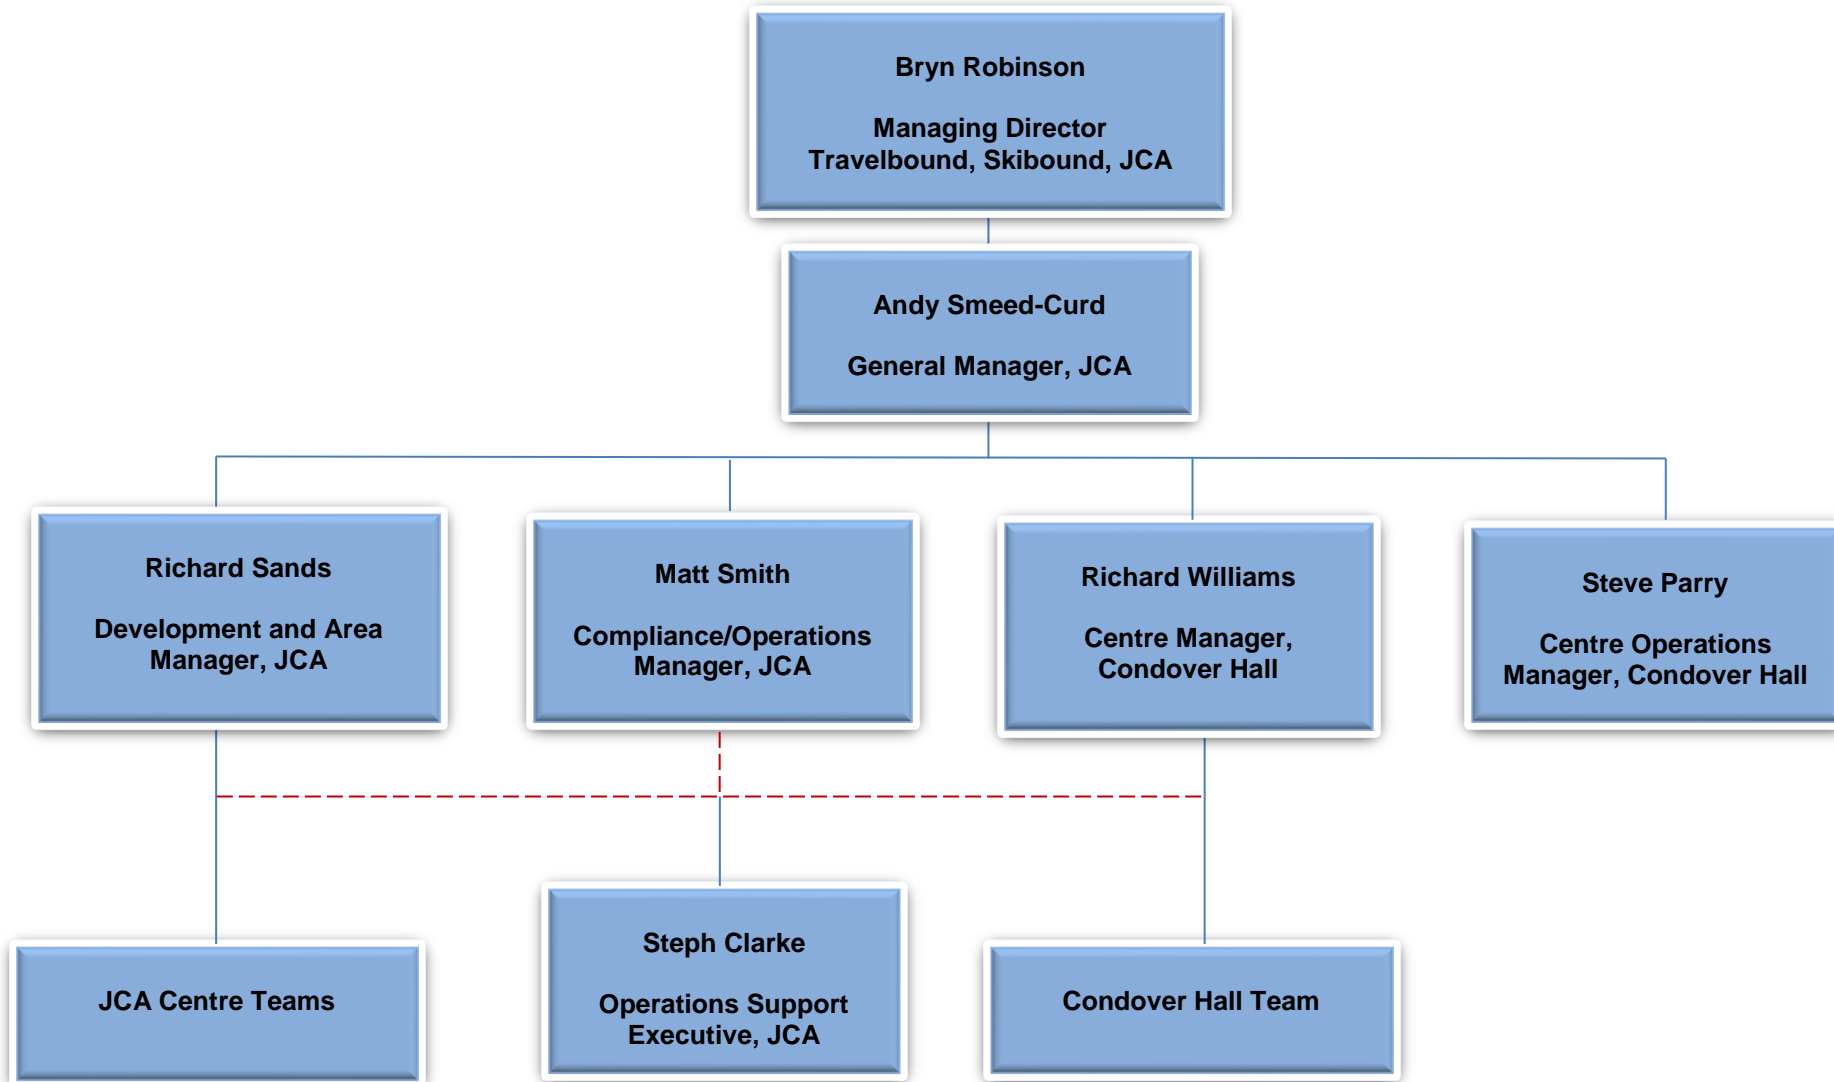 Bryn Robinson
Managing Director
Travelbound, Skibound, JCA
Andy Smeed-Curd
General Manager, JCA
Richard Sands
Development and Area
Manager, JCA
Matt Smith
Compliance/Operations
Manager, JCA
Richard Williams
Centre Manager,
Condover Hall
Steve Parry
Centre Operations
Manager, Condover Hall
JCA Centre Teams
Steph Clarke
Operations Support
Executive, JCA
Condover Hall Team